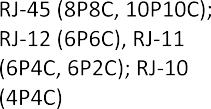 RJ-45 (8P8C, 10P10C);
RJ-12 (6P6C), RJ-11
(6P4C, 6P2C); RJ-10
(4P4C)